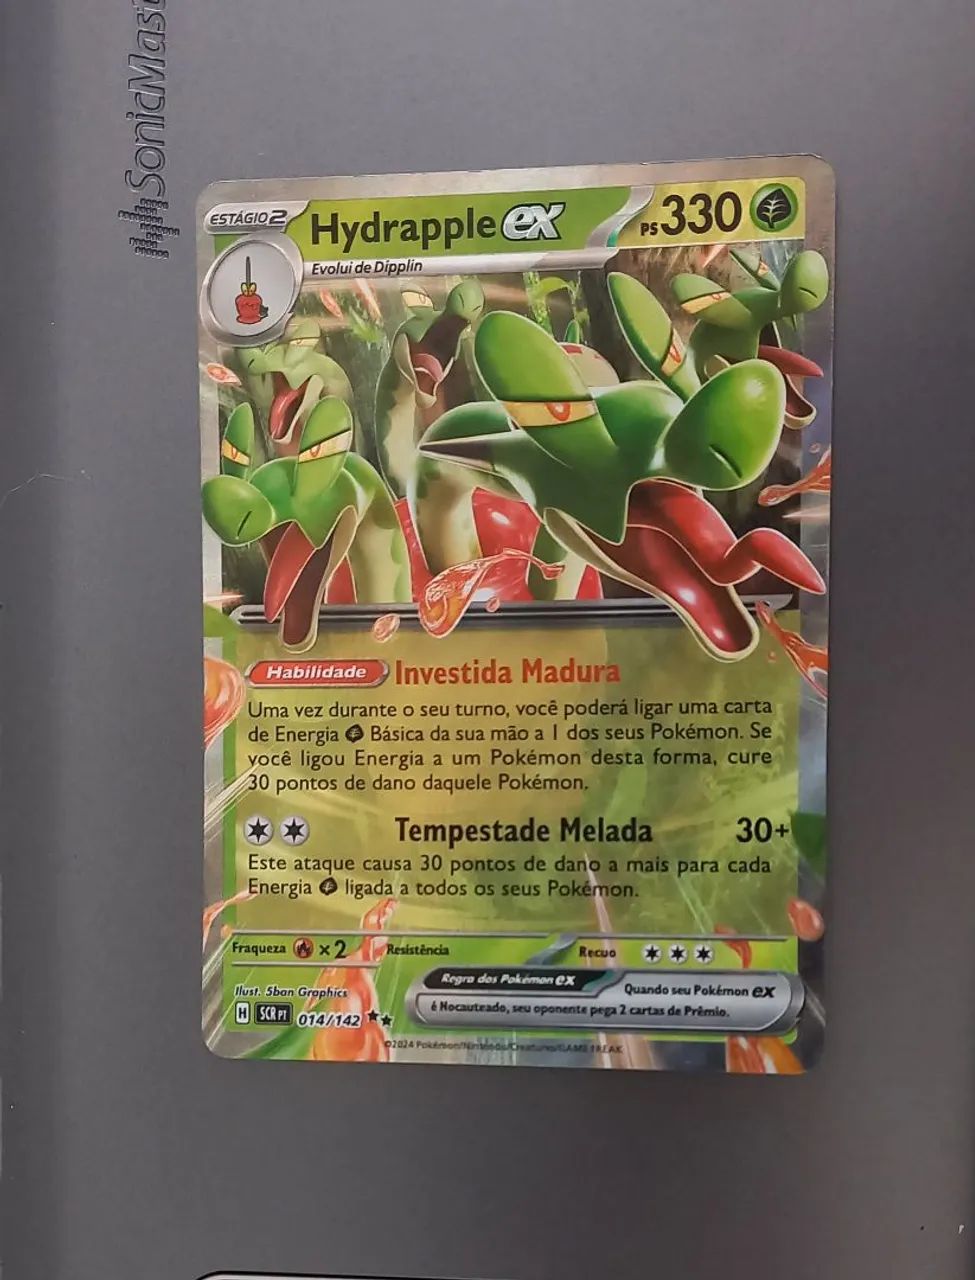 SonicMast
ESTÁGIO 2
Hydrapple ex
PS 330
Evolui de Dipplin
Habilidade Investida Madura
Uma vez durante o seu turno, você poderá ligar uma carta
de Energia Básica da sua mão a 1 dos seus Pokémon. Se
você ligou Energia a um Pokémon desta forma, cure
30 pontos de dano daquele Pokémon.
Tempestade Melada 30+
Este ataque causa 30 pontos de dano a mais para cada
Energia ligada a todos os seus Pokémon.
Fraqueza ×2 Resistência Recuo
Regra dos Pokémon ex Quando seu Pokémon ex
é Nocauteado, seu oponente pega 2 cartas de Prêmio.
Ilust. 5ban Graphics
H SCR PT 014/142 ★★
©2024 Pokémon/Nintendo/Creatures/GAME FREAK